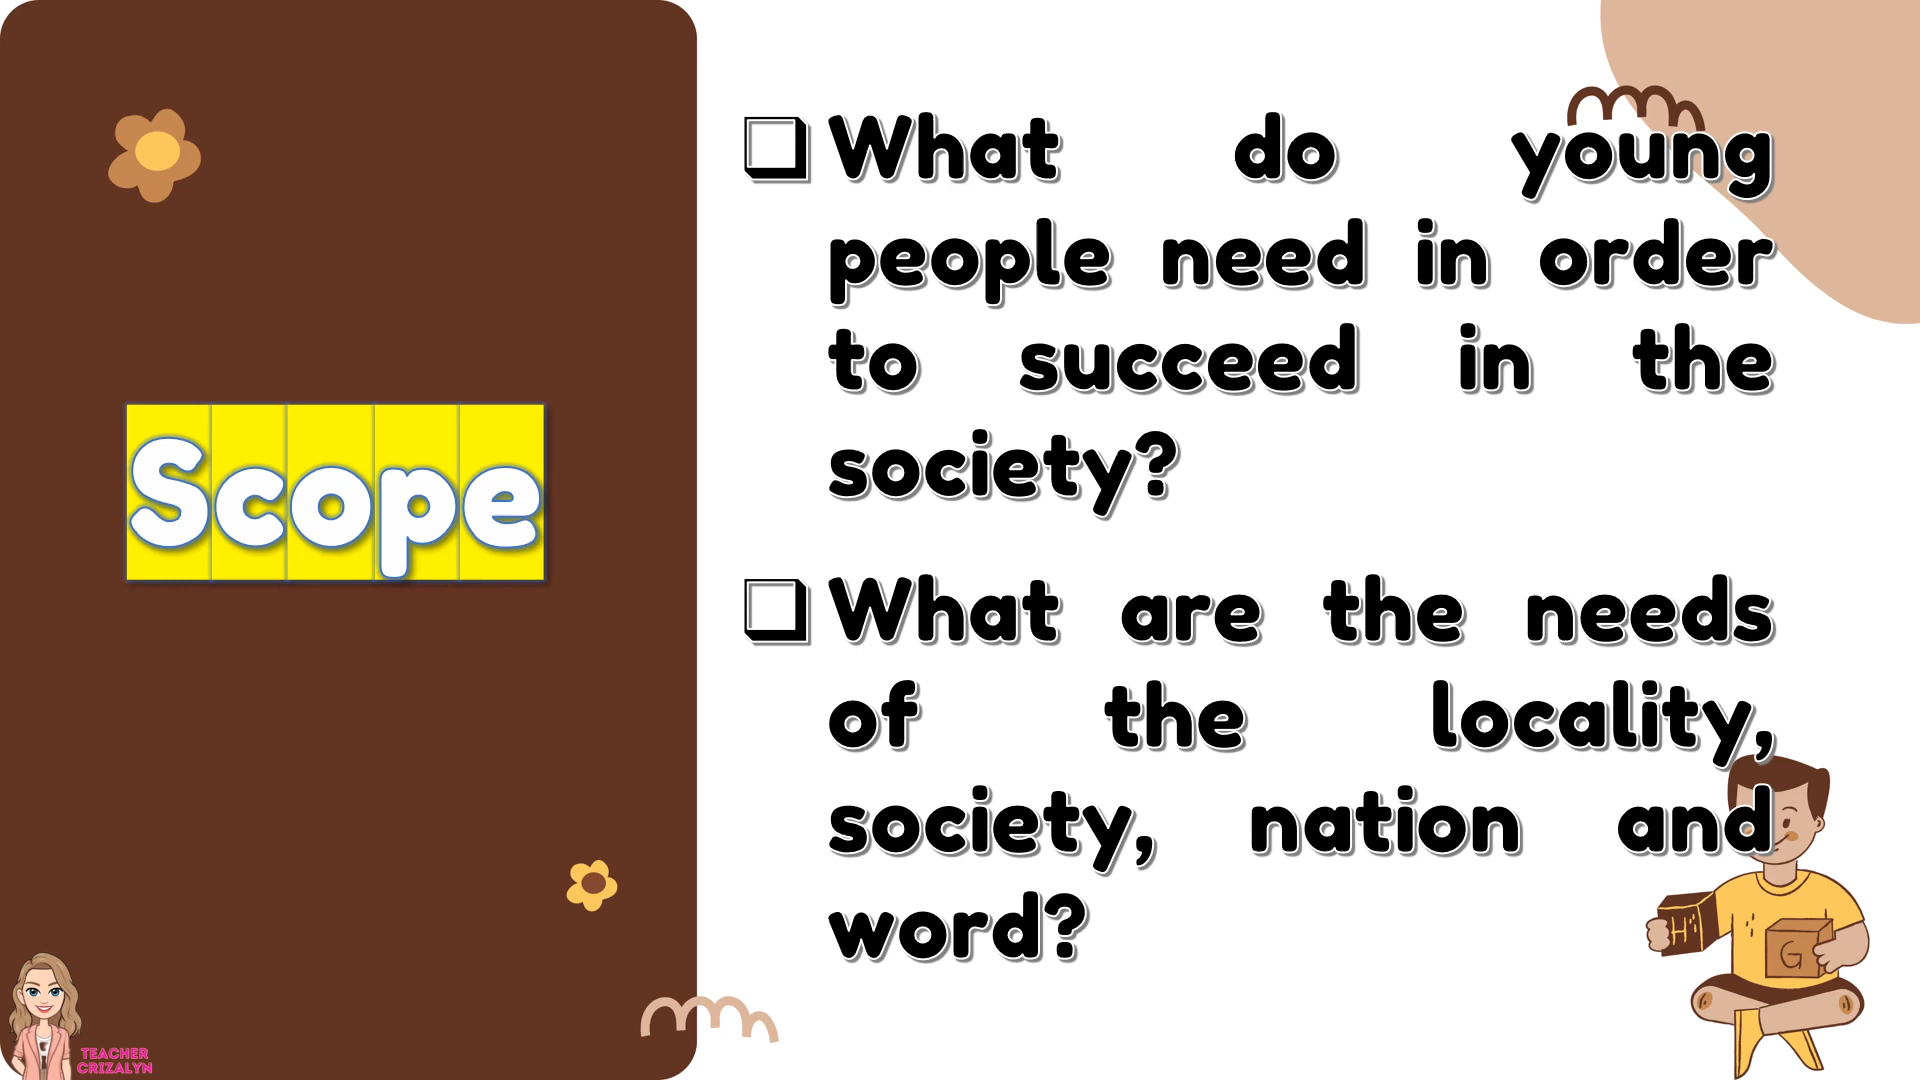 Scope
❑ What do young
people need in order
to succeed in the
society?
❑ What are the needs
of the locality,
society, nation and
word?
H
G
TEACHER
CRIZALYN